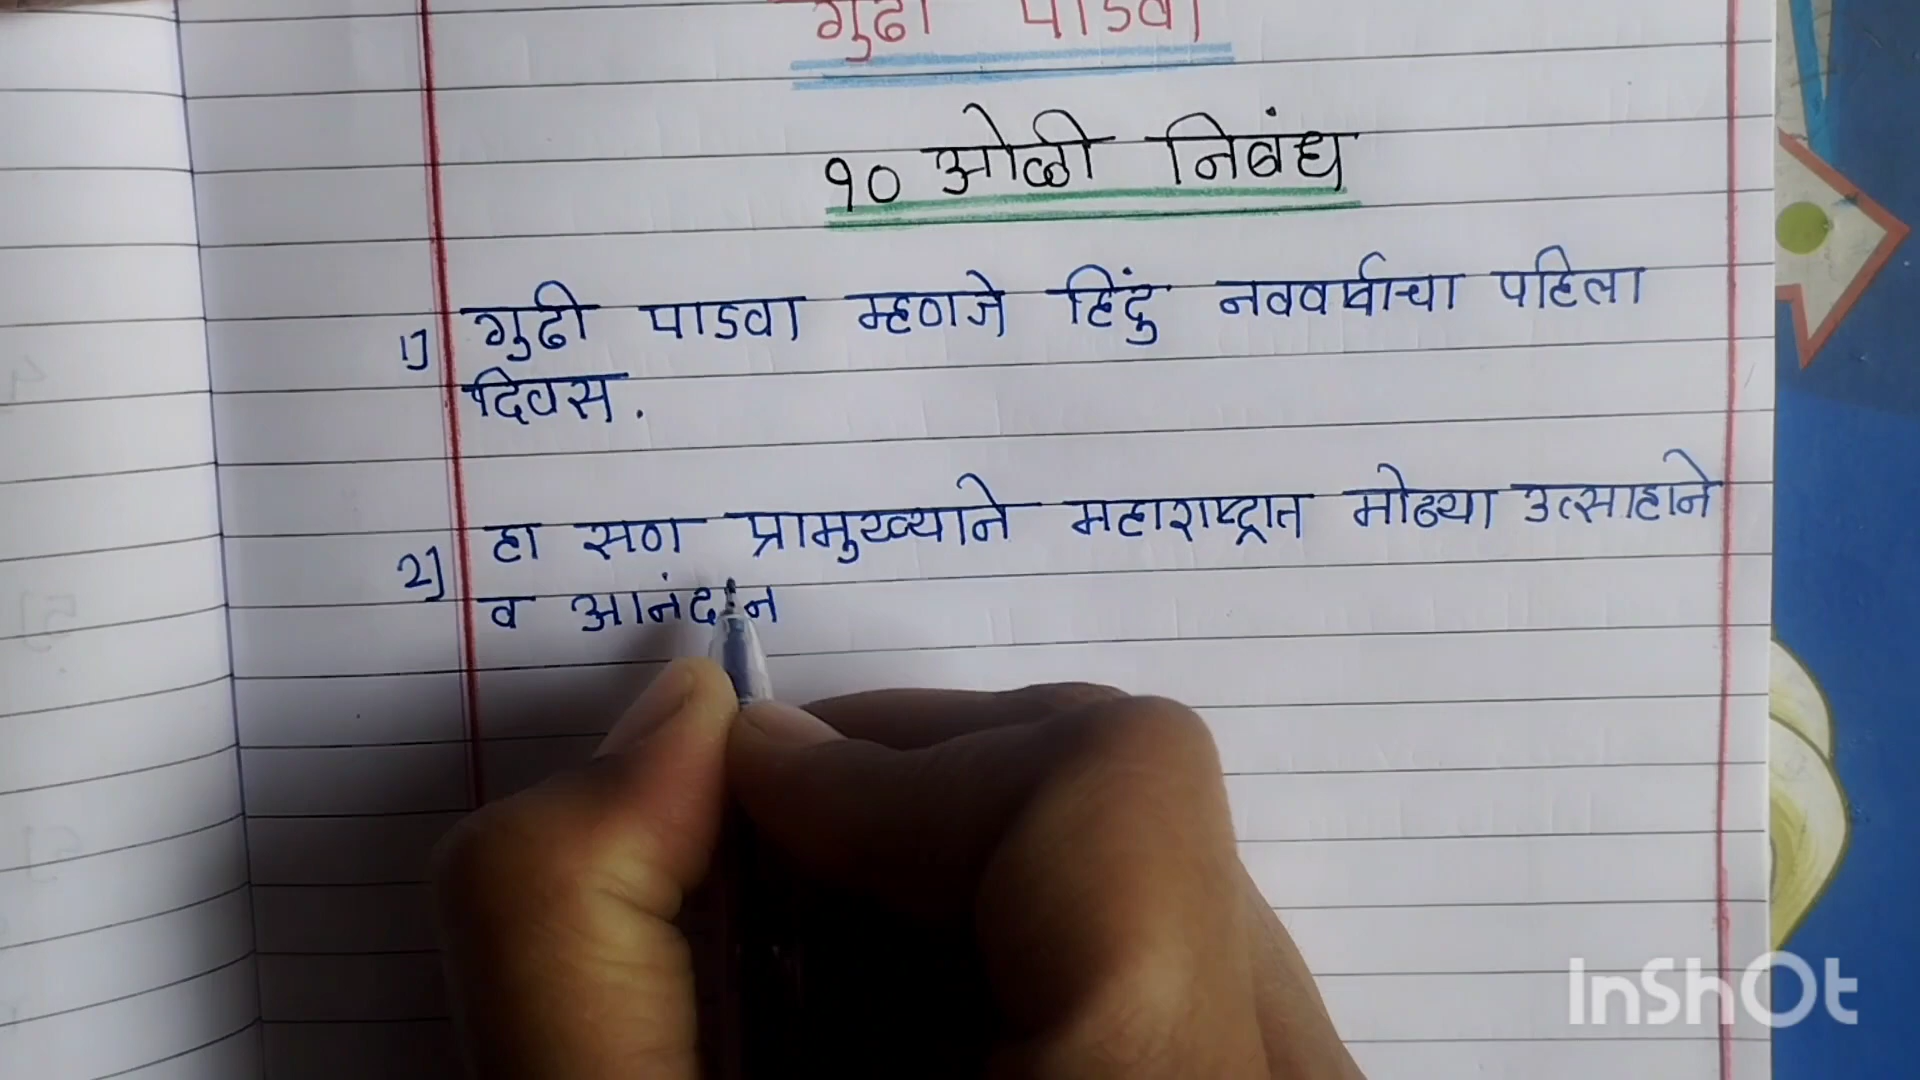 गुढी पाडवा
१० ओळी निबंध
1] गुढी पाडवा म्हणजे हिंदु नववर्षाचा पहिला
दिवस.
2] हा सण प्रामुख्याने महाराष्ट्रात मोठ्या उत्साहाने
व आनंदान
InShOt